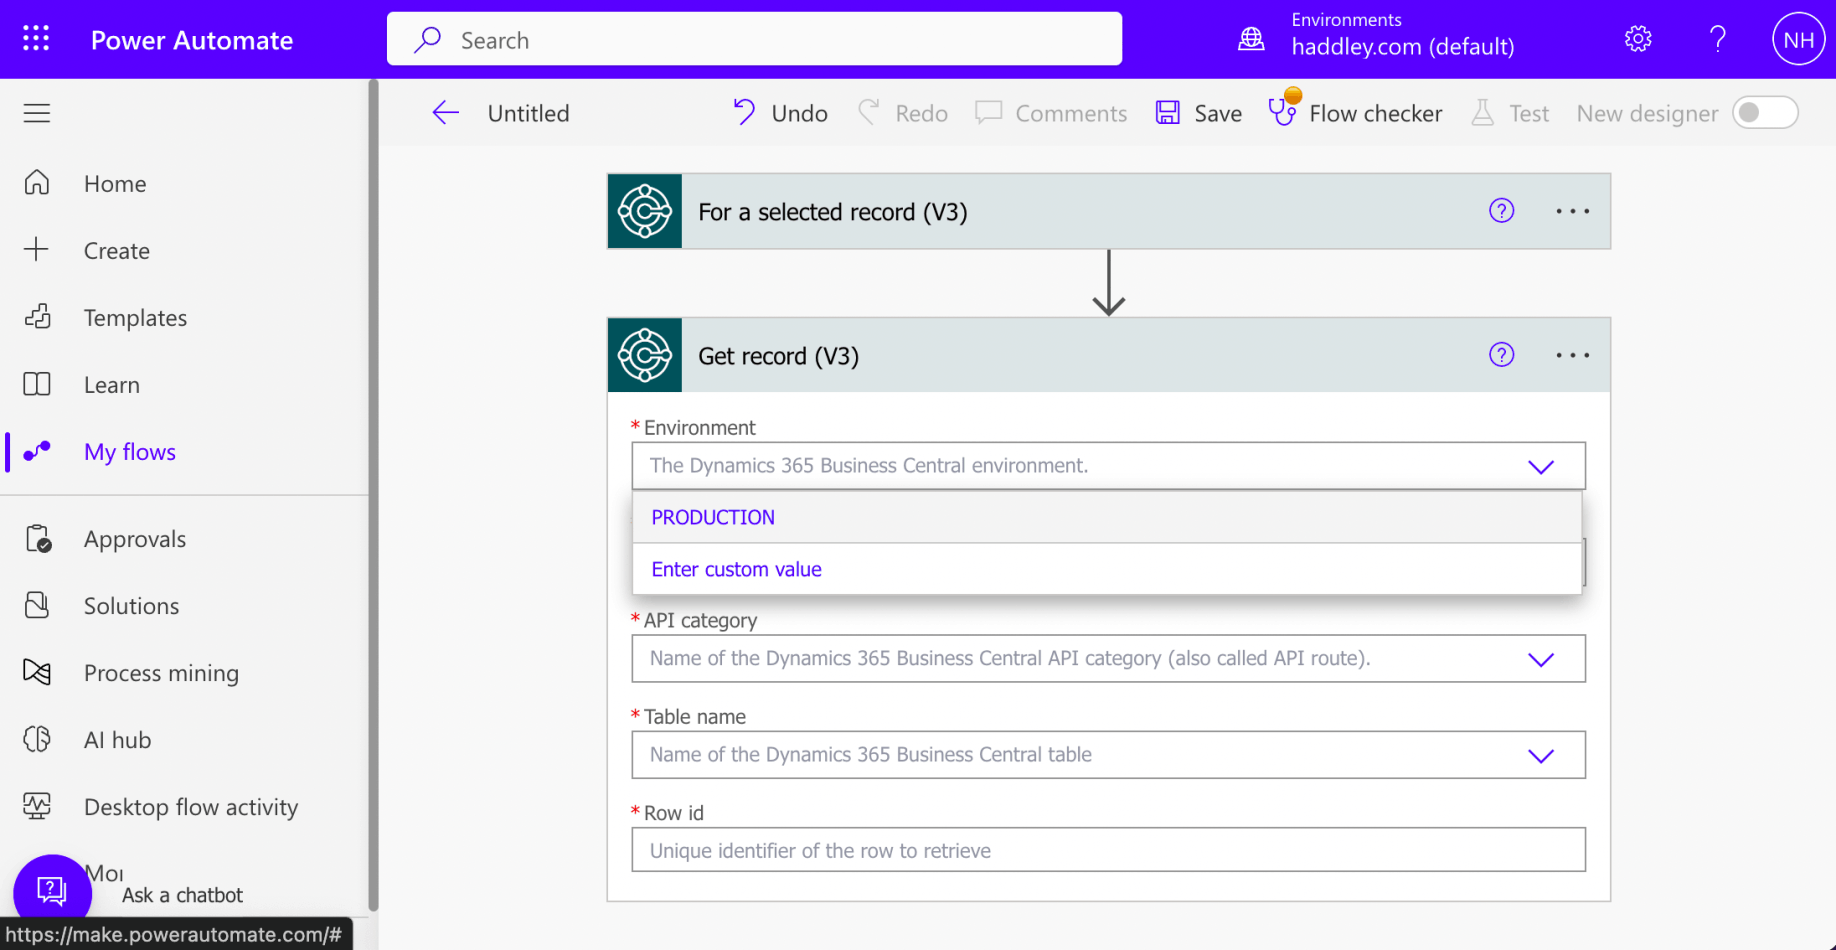 Power Automate
Search
Environments
haddley.com (default)
?
NH
Untitled
Undo
Redo
Comments
Save
Flow checker
Test
New designer
Home
Create
Templates
Learn
My flows
Approvals
Solutions
Process mining
AI hub
Desktop flow activity
Ask a chatbot
https://make.powerautomate.com/#
For a selected record (V3)
Get record (V3)
* Environment
The Dynamics 365 Business Central environment.
PRODUCTION
Enter custom value
* API category
Name of the Dynamics 365 Business Central API category (also called API route).
* Table name
Name of the Dynamics 365 Business Central table
* Row id
Unique identifier of the row to retrieve